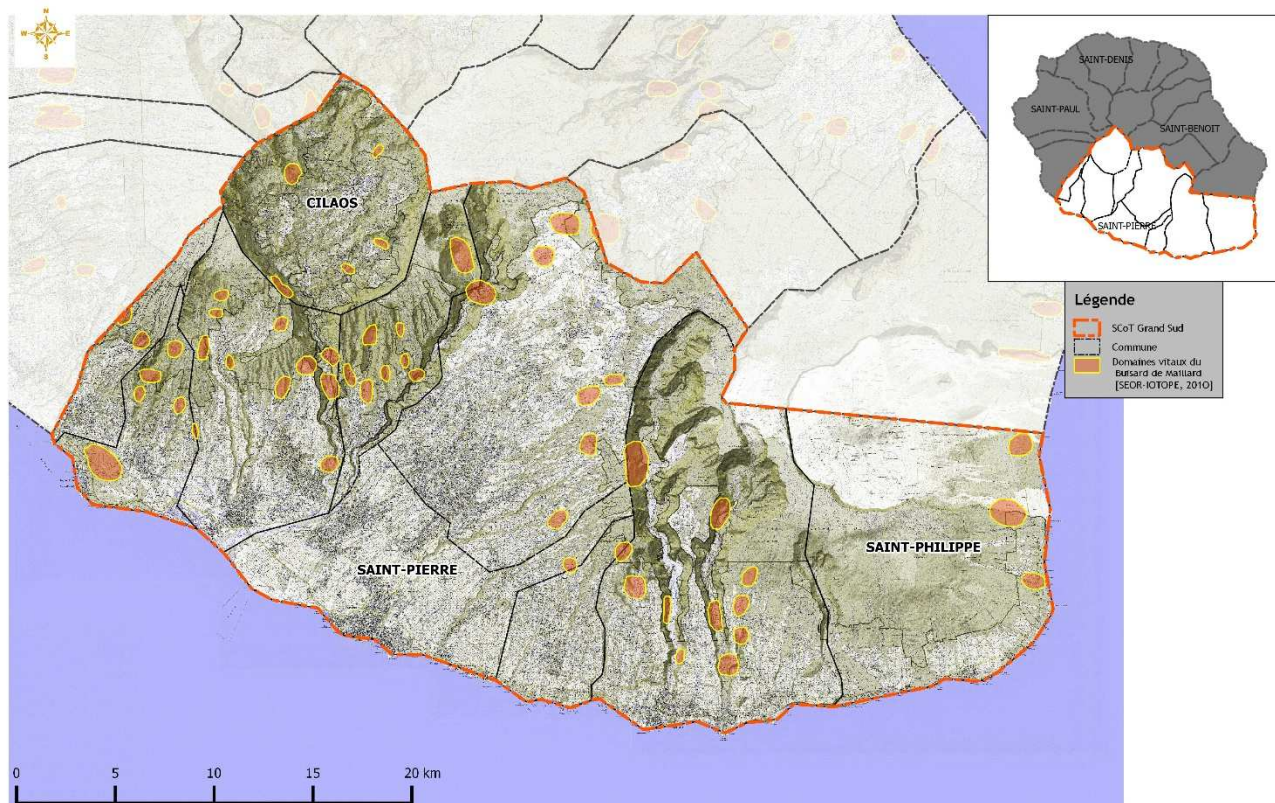 N
W E
S
SAINT-DENIS
SAINT-PAUL
SAINT-BENOIT
SAINT-PIERRE
CILAOS
Légende
SCoT Grand Sud
Commune
Domaines vitaux du
Busard de Maillard
[SEOR-IOTOPE, 2010]
SAINT-PHILIPPE
SAINT-PIERRE
0 5 10 15 20 km